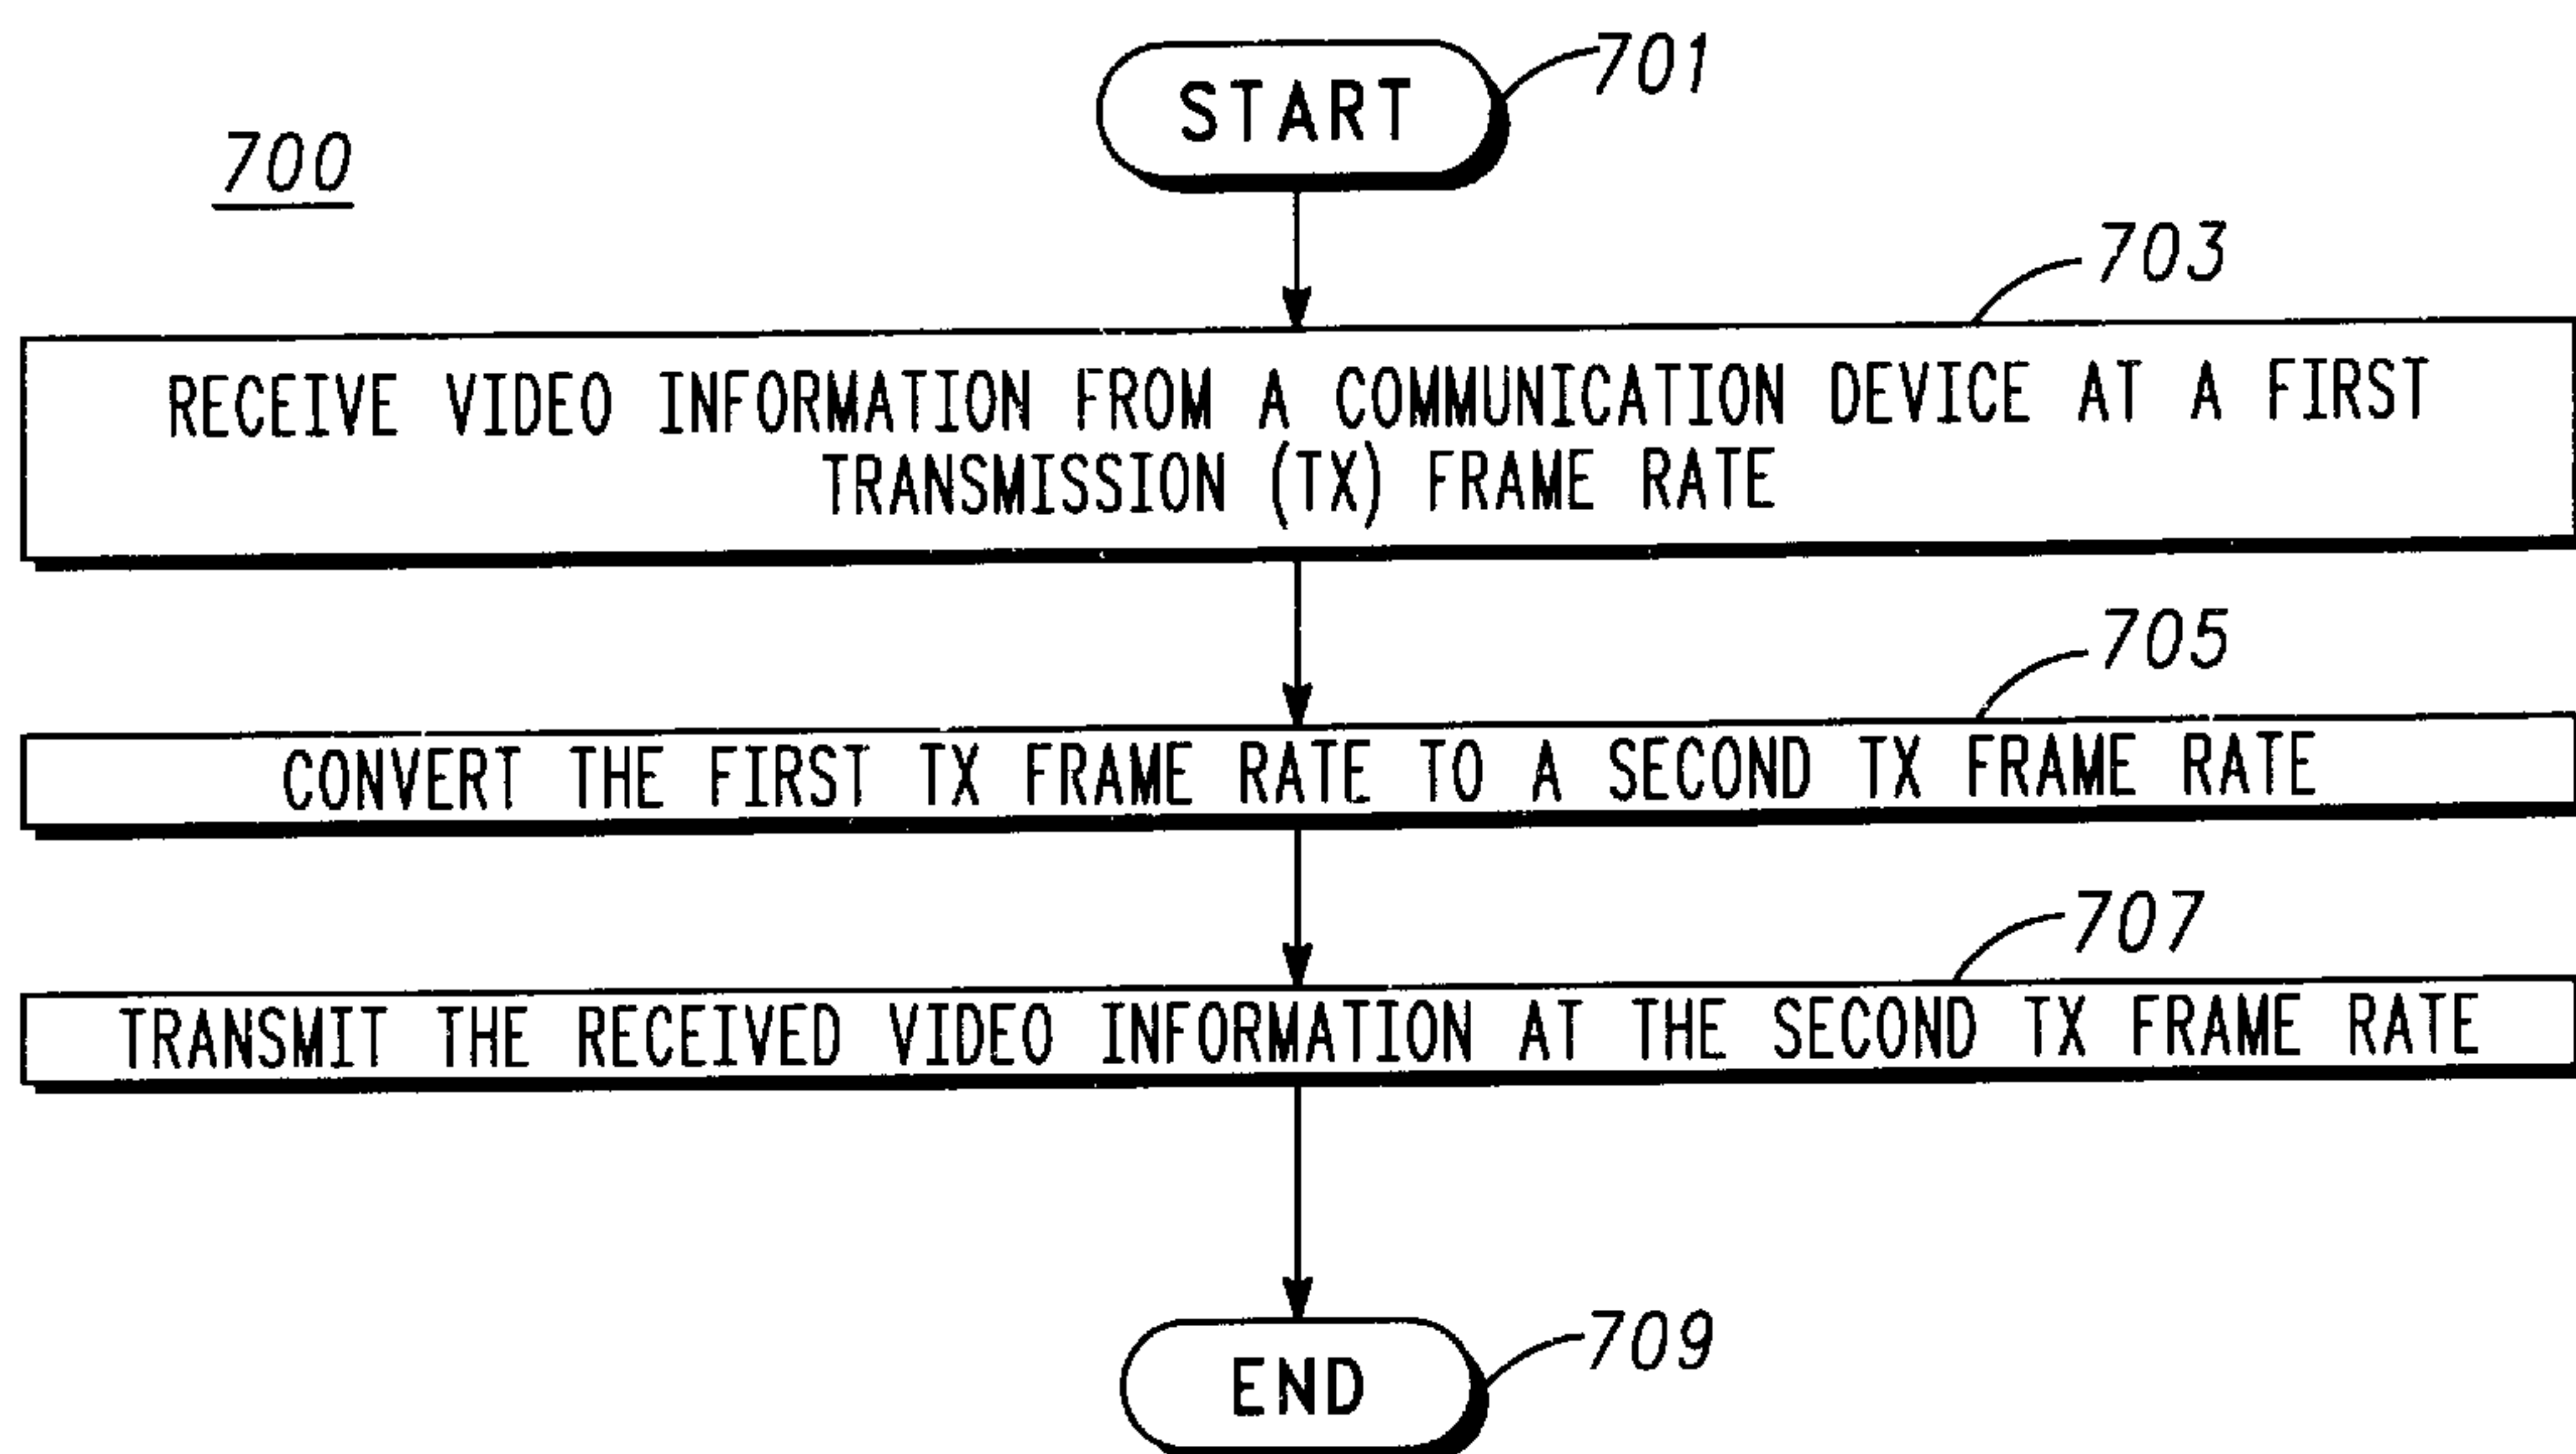 START
701
700
703
RECEIVE VIDEO INFORMATION FROM A COMMUNICATION DEVICE AT A FIRST
TRANSMISSION (TX) FRAME RATE
705
CONVERT THE FIRST TX FRAME RATE TO A SECOND TX FRAME RATE
707
TRANSMIT THE RECEIVED VIDEO INFORMATION AT THE SECOND TX FRAME RATE
END
709